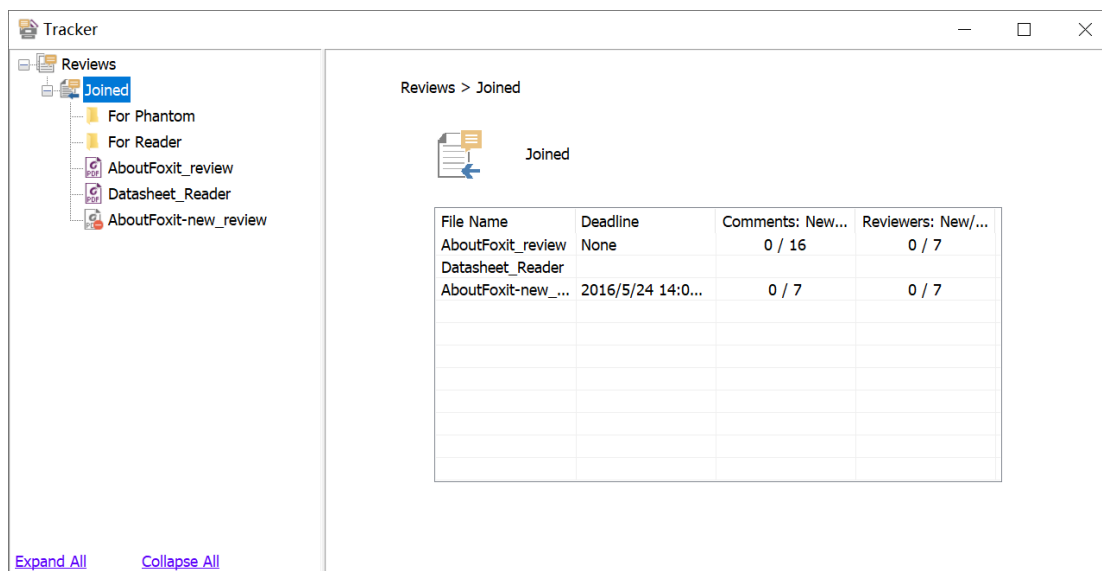 Tracker
Reviews
Joined
For Phantom
For Reader
AboutFoxit_review
Datasheet_Reader
AboutFoxit-new_review
Expand All Collapse All
Reviews > Joined
Joined
File Name Deadline Comments: New... Reviewers: New/...
AboutFoxit_review None 0 / 16 0 / 7
Datasheet_Reader
AboutFoxit-new_... 2016/5/24 14:0... 0 / 7 0 / 7